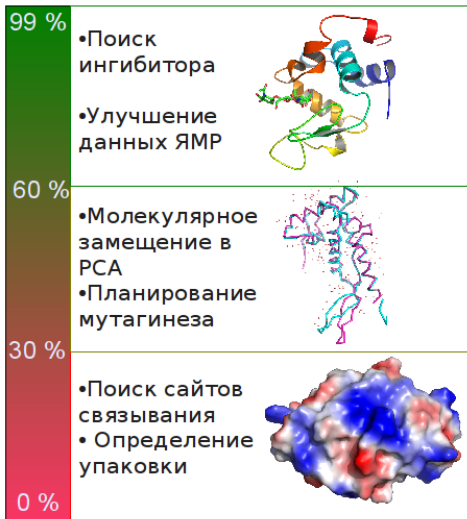 99 %
•Поиск
ингибитора
•Улучшение
данных ЯМР
60 %
•Молекулярное
замещение в
РСА
•Планирование
мутагинеза
30 %
•Поиск сайтов
связывания
• Определение
упаковки
0 %